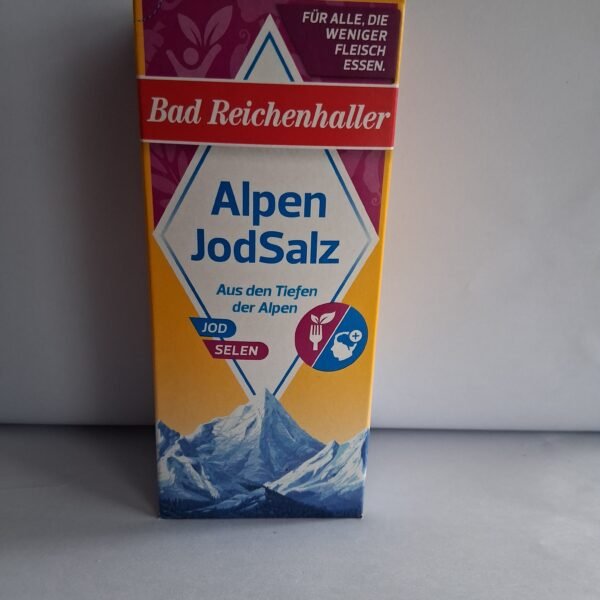 FÜR ALLE, DIE
WENIGER
FLEISCH
ESSEN.
Bad Reichenhaller
Alpen
JodSalz
Aus den Tiefen
der Alpen
JOD
SELEN